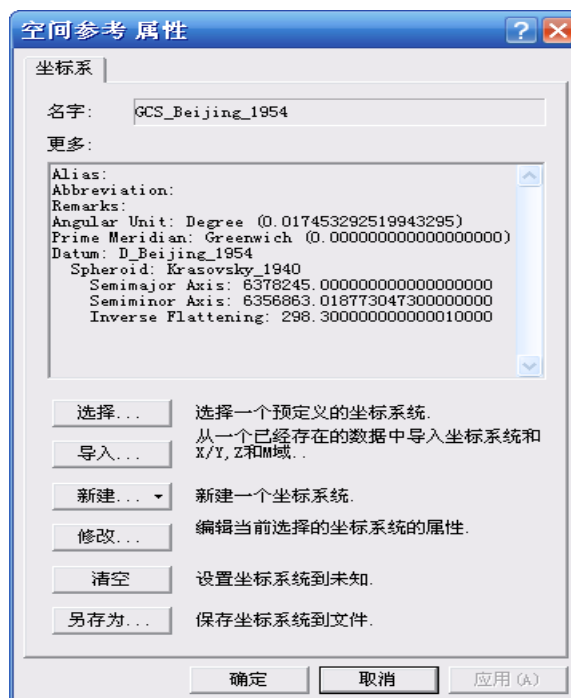 空间参考 属性
坐标系
名字: GCS_Beijing_1954
更多:
Alias:
Abbreviation:
Remarks:
Angular Unit: Degree (0.017453292519943295)
Prime Meridian: Greenwich (0.000000000000000000)
Datum: D_Beijing_1954
Spheroid: Krasovsky_1940
Semimajor Axis: 6378245.000000000000000000
Semiminor Axis: 6356863.018773047300000000
Inverse Flattening: 298.300000000000010000
选择... 选择一个预定义的坐标系统.
导入... 从一个已经存在的数据中导入坐标系统和
X/Y,Z和M域..
新建... 新建一个坐标系统.
修改... 编辑当前选择的坐标系统的属性.
清空 设置坐标系统到未知.
另存为... 保存坐标系统到文件.
确定 取消 应用(A)